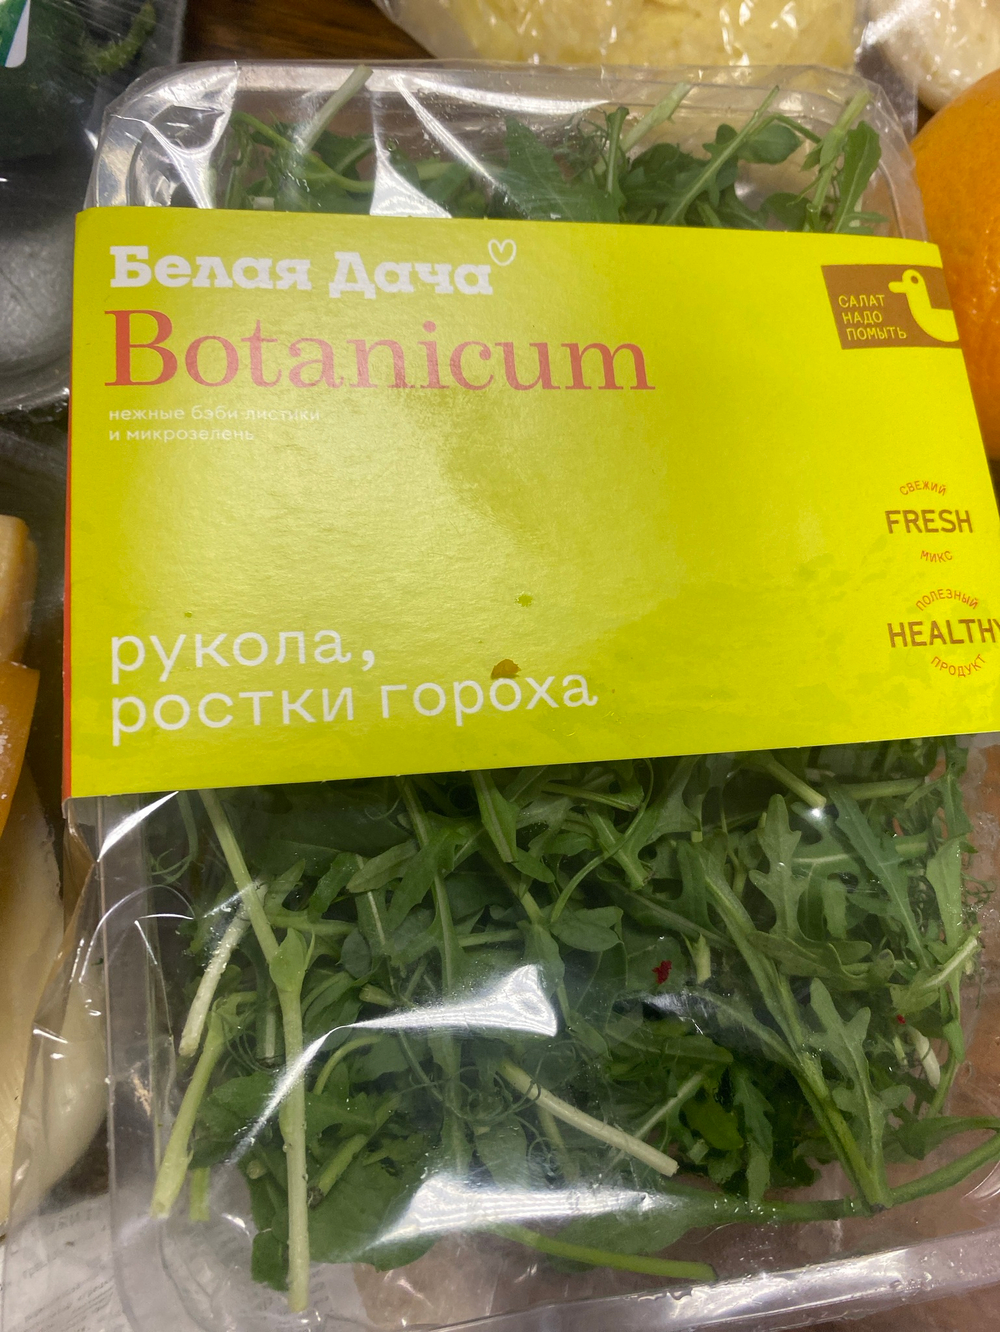 Белая Дача
Botanicum
нежные бэби-листики
и микрозелень
САЛАТ
НАДО
ПОМЫТЬ
СВЕЖИЙ
FRESH
МИКС
ПОЛЕЗНЫЙ
HEALTHY
ПРОДУКТ
рукола,
ростки гороха